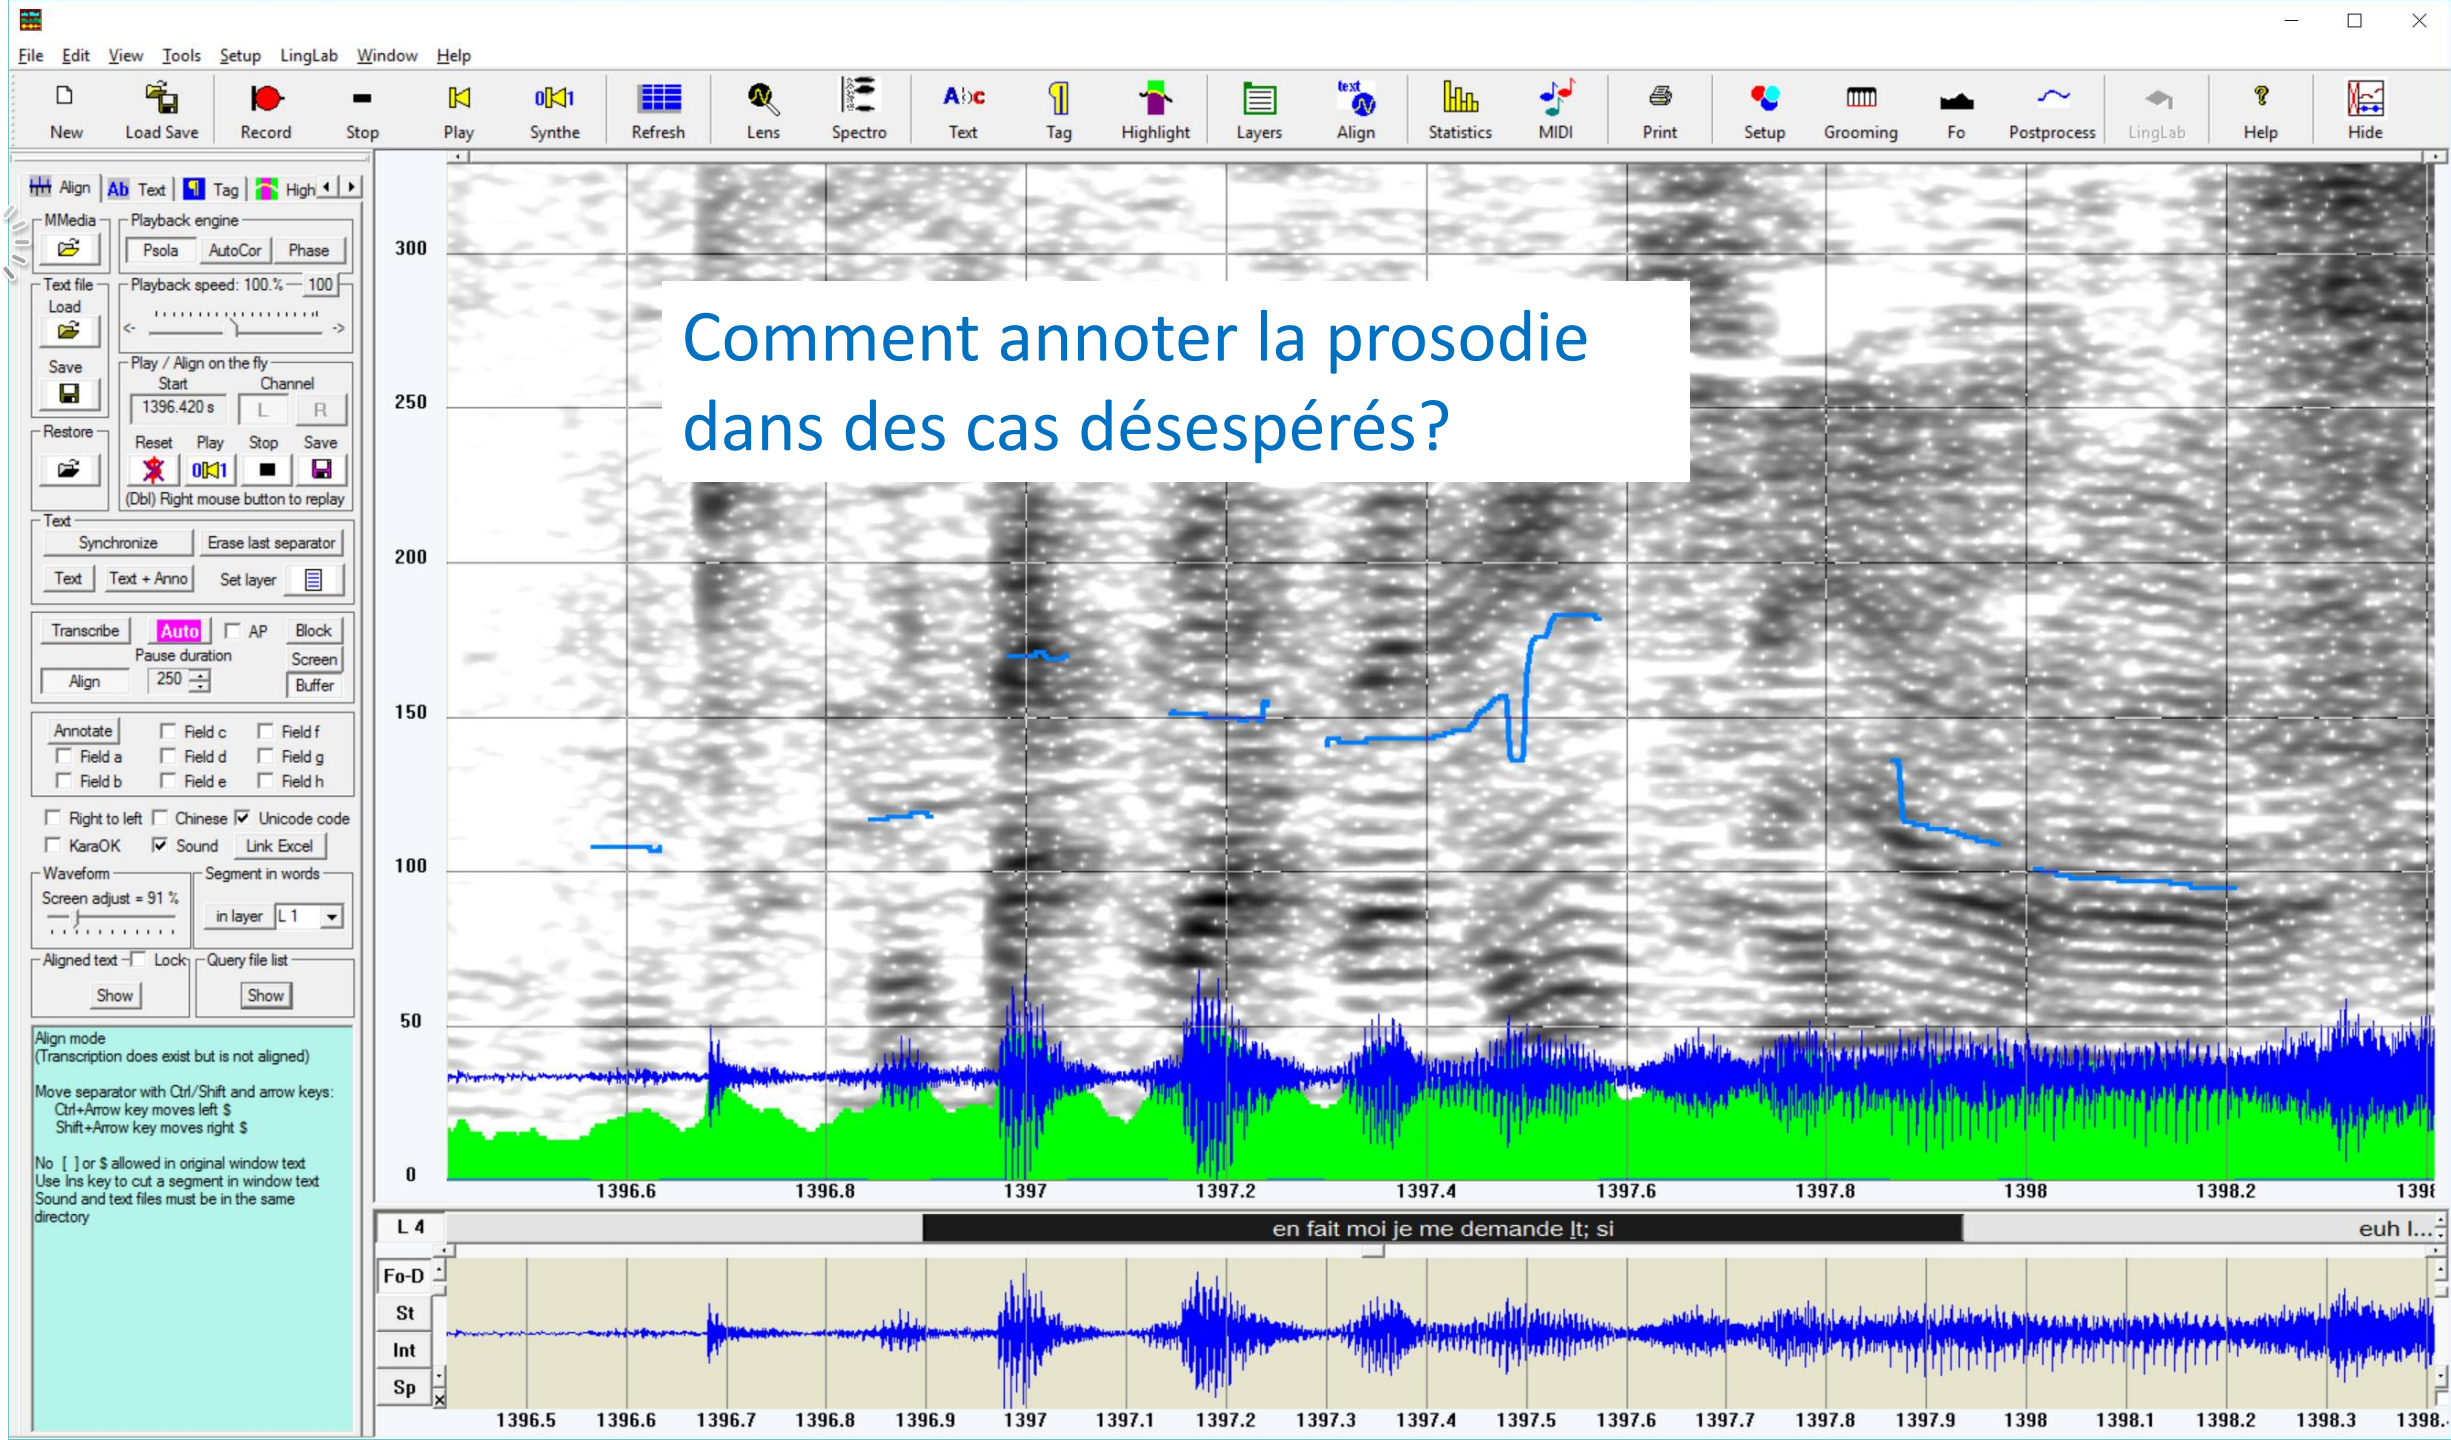 File Edit View Tools Setup LingLab Window Help
New Load Save Record Stop Play Synthe Refresh Lens Spectro Text Tag Highlight Layers Align Statistics MIDI Print Setup Grooming Fo Postprocess LingLab Help Hide
Align Text Tag High
MMedia
Playback engine
Psola AutoCor Phase
Text file
Load
Save
Playback speed: 100.% 100
<- ->
Play / Align on the fly
Start Channel
1396.420 s L R
Restore
Reset Play Stop Save
(Dbl) Right mouse button to replay
Text
Synchronize Erase last separator
Text Text + Anno Set layer
Transcribe Auto AP Block
Pause duration Screen
Align 250 Buffer
Annotate Field c Field f
Field a Field d Field g
Field b Field e Field h
Right to left Chinese Unicode code
KaraOK Sound Link Excel
Waveform
Screen adjust = 91 %
Segment in words
in layer L 1
Aligned text Lock
Show
Query file list
Show
Align mode
(Transcription does exist but is not aligned)
Move separator with Ctrl/Shift and arrow keys:
Ctrl+Arrow key moves left $
Shift+Arrow key moves right $
No [ ] or $ allowed in original window text
Use Ins key to cut a segment in window text
Sound and text files must be in the same
directory
Comment annoter la prosodie
dans des cas désespérés?
300
250
200
150
100
50
0
1396.6 1396.8 1397 1397.2 1397.4 1397.6 1397.8 1398 1398.2
L 4 en fait moi je me demande lt; si euh l...
Fo-D
St
Int
Sp
1396.5 1396.6 1396.7 1396.8 1396.9 1397 1397.1 1397.2 1397.3 1397.4 1397.5 1397.6 1397.7 1397.8 1397.9 1398 1398.1 1398.2 1398.3 1398.